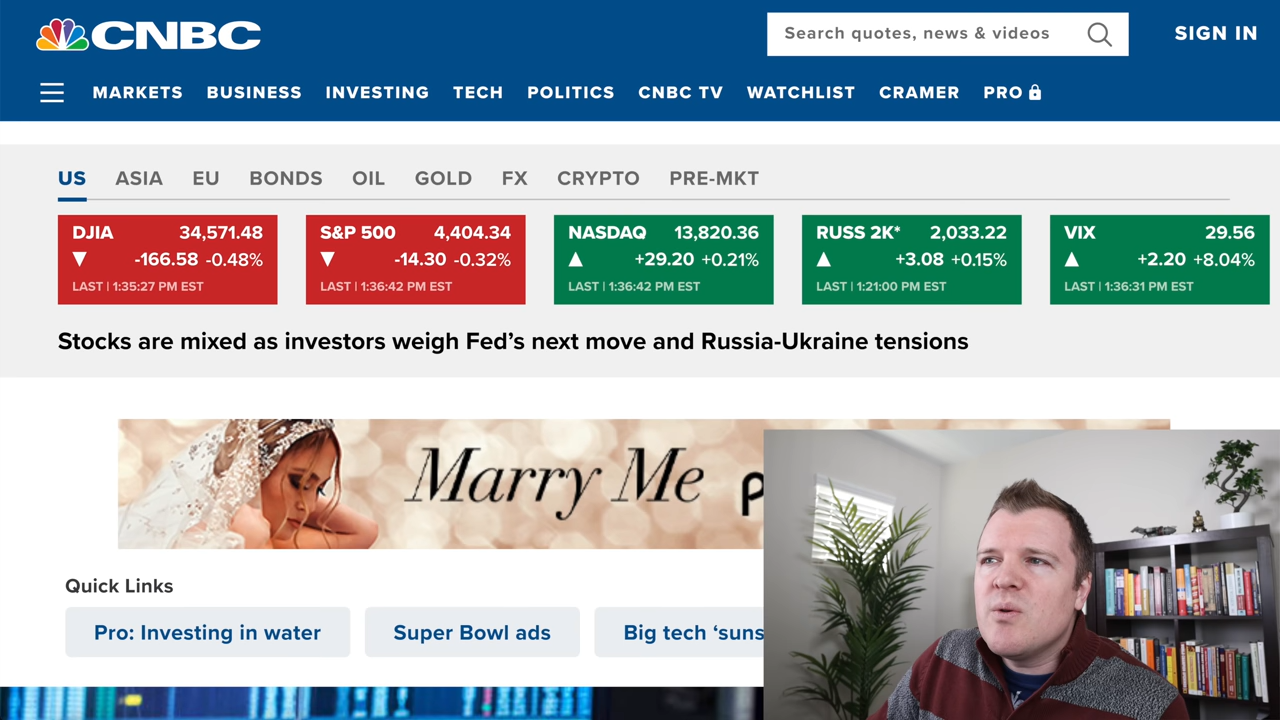 CNBC
Search quotes, news & videos
SIGN IN
MARKETS BUSINESS INVESTING TECH POLITICS CNBC TV WATCHLIST CRAMER PRO
US ASIA EU BONDS OIL GOLD FX CRYPTO PRE-MKT
DJIA 34,571.48
▼ -166.58 -0.48%
LAST | 1:35:27 PM EST
S&P 500 4,404.34
▼ -14.30 -0.32%
LAST | 1:36:42 PM EST
NASDAQ 13,820.36
▲ +29.20 +0.21%
LAST | 1:36:42 PM EST
RUSS 2K* 2,033.22
▲ +3.08 +0.15%
LAST | 1:21:00 PM EST
VIX 29.56
▲ +2.20 +8.04%
LAST | 1:36:31 PM EST
Stocks are mixed as investors weigh Fed’s next move and Russia-Ukraine tensions
Marry Me p
Quick Links
Pro: Investing in water
Super Bowl ads
Big tech ‘suns